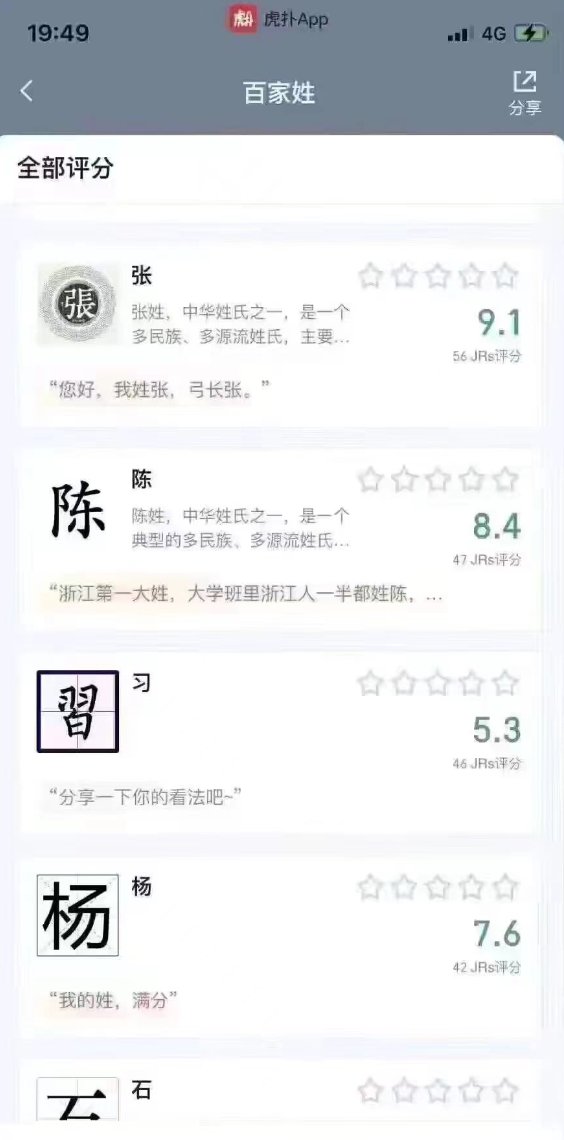 19:49
虎扑
虎扑App
4G
百家姓
分享
全部评分
張
张
张姓，中华姓氏之一，是一个
多民族、多源流姓氏，主要...
9.1
56 JRs评分
“您好，我姓张，弓长张。”
陈
陈
陈姓，中华姓氏之一，是一个
典型的多民族、多源流姓氏...
8.4
47 JRs评分
“浙江第一大姓，大学班里浙江人一半都姓陈，...
習
习
5.3
46 JRs评分
“分享一下你的看法吧~”
杨
杨
7.6
42 JRs评分
“我的姓，满分”
石